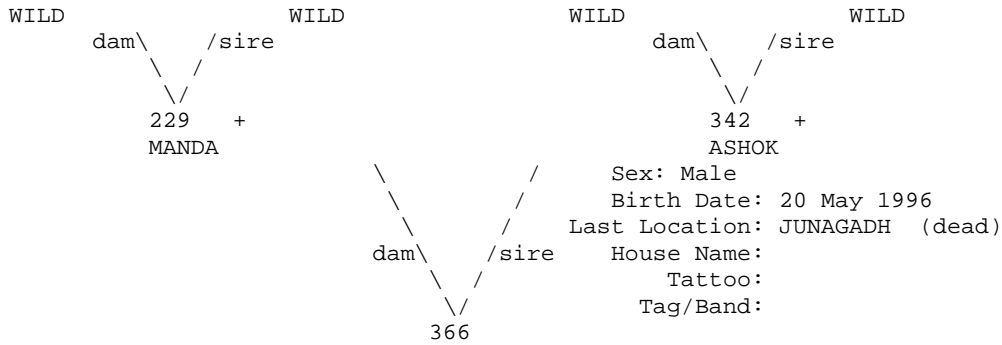 WILD WILD WILD WILD
dam\ /sire dam\ /sire
\ / \ /
\/ \/
229 + 342 +
MANDA ASHOK
\ / Sex: Male
\ / Birth Date: 20 May 1996
\ / Last Location: JUNAGADH (dead)
dam\ /sire House Name:
\ / Tattoo:
\/ Tag/Band:
366